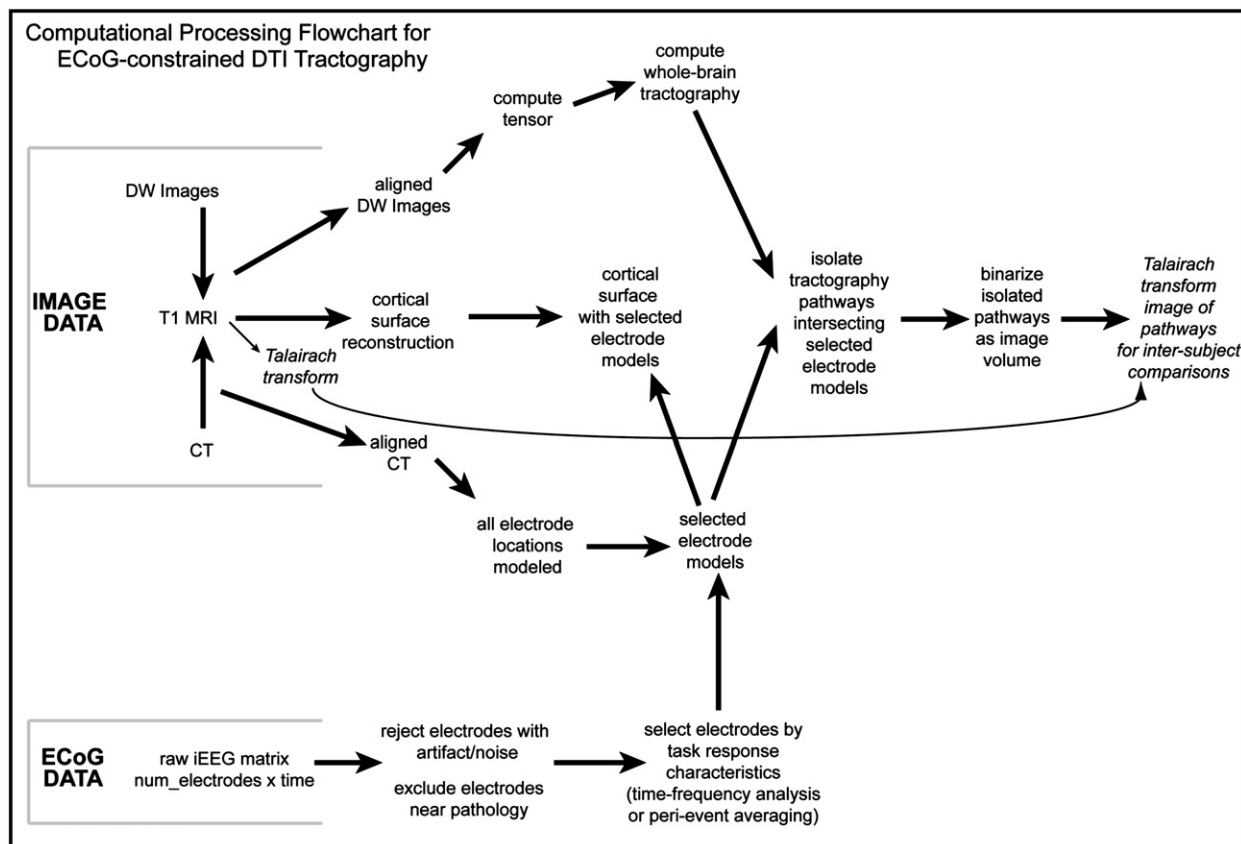 Computational Processing Flowchart for
ECoG-constrained DTI Tractography
compute
whole-brain
tractography
compute
tensor
aligned
DW Images
DW Images
IMAGE
DATA
T1 MRI
cortical
surface
reconstruction
Talairach
transform
cortical
surface
with selected
electrode
models
isolate
tractography
pathways
intersecting
selected
electrode
models
binarize
isolated
pathways
as image
volume
Talairach
transform
image of
pathways
for inter-subject
comparisons
CT
aligned
CT
all electrode
locations
modeled
selected
electrode
models
ECoG
DATA
raw iEEG matrix
num_electrodes x time
reject electrodes with
artifact/noise
exclude electrodes
near pathology
select electrodes by
task response
characteristics
(time-frequency analysis
or peri-event averaging)